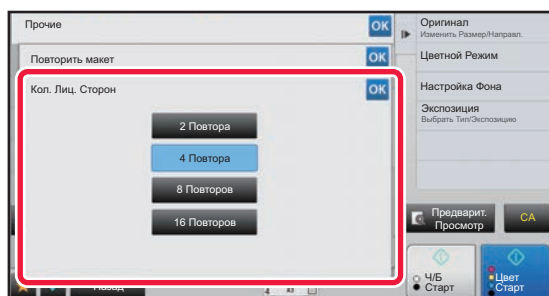 Прочие
OK
Повторить макет
OK
Кол. Лиц. Сторон
OK
2 Повтора
4 Повтора
8 Повторов
16 Повторов
Назад
Оригинал
Изменить Размер/Направл.
Цветной Режим
Настройка Фона
Экспозиция
Выбрать Тип/Экспозицию
Предварит.
Просмотр
CA
Ч/Б
Старт
Цвет
Старт